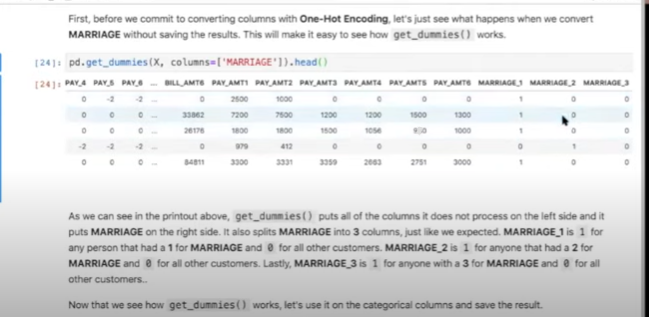 First, before we commit to converting columns with One-Hot Encoding, let's just see what happens when we convert
MARRIAGE without saving the results. This will make it easy to see how get_dummies() works.
[24]: pd.get_dummies(X, columns=['MARRIAGE']).head()
[24]: PAY_4 PAY_5 PAY_6 ... BILL_AMT6 PAY_AMT1 PAY_AMT2 PAY_AMT3 PAY_AMT4 PAY_AMT5 PAY_AMT6 MARRIAGE_1 MARRIAGE_2 MARRIAGE_3
0 -2 -2 ... 0 2500 1000 0 0 0 0 1 0 0
0 0 0 ... 33862 7200 7500 1200 1200 1500 1300 1 0 0
0 0 0 ... 26176 1800 1800 1500 1056 1000 1 0 0
-2 -2 -2 ... 0 979 412 0 0 0 0 0 1 0
0 0 0 ... 84811 3300 3331 3359 2663 2751 3000 1 0 0
As we can see in the printout above, get_dummies() puts all of the columns it does not process on the left side and it
puts MARRIAGE on the right side. It also splits MARRIAGE into 3 columns, just like we expected. MARRIAGE_1 is 1 for
any person that had a 1 for MARRIAGE and 0 for all other customers. MARRIAGE_2 is 1 for anyone that had a 2 for
MARRIAGE and 0 for all other customers. Lastly, MARRIAGE_3 is 1 for anyone with a 3 for MARRIAGE and 0 for all
other customers..
Now that we see how get_dummies() works, let's use it on the categorical columns and save the result.